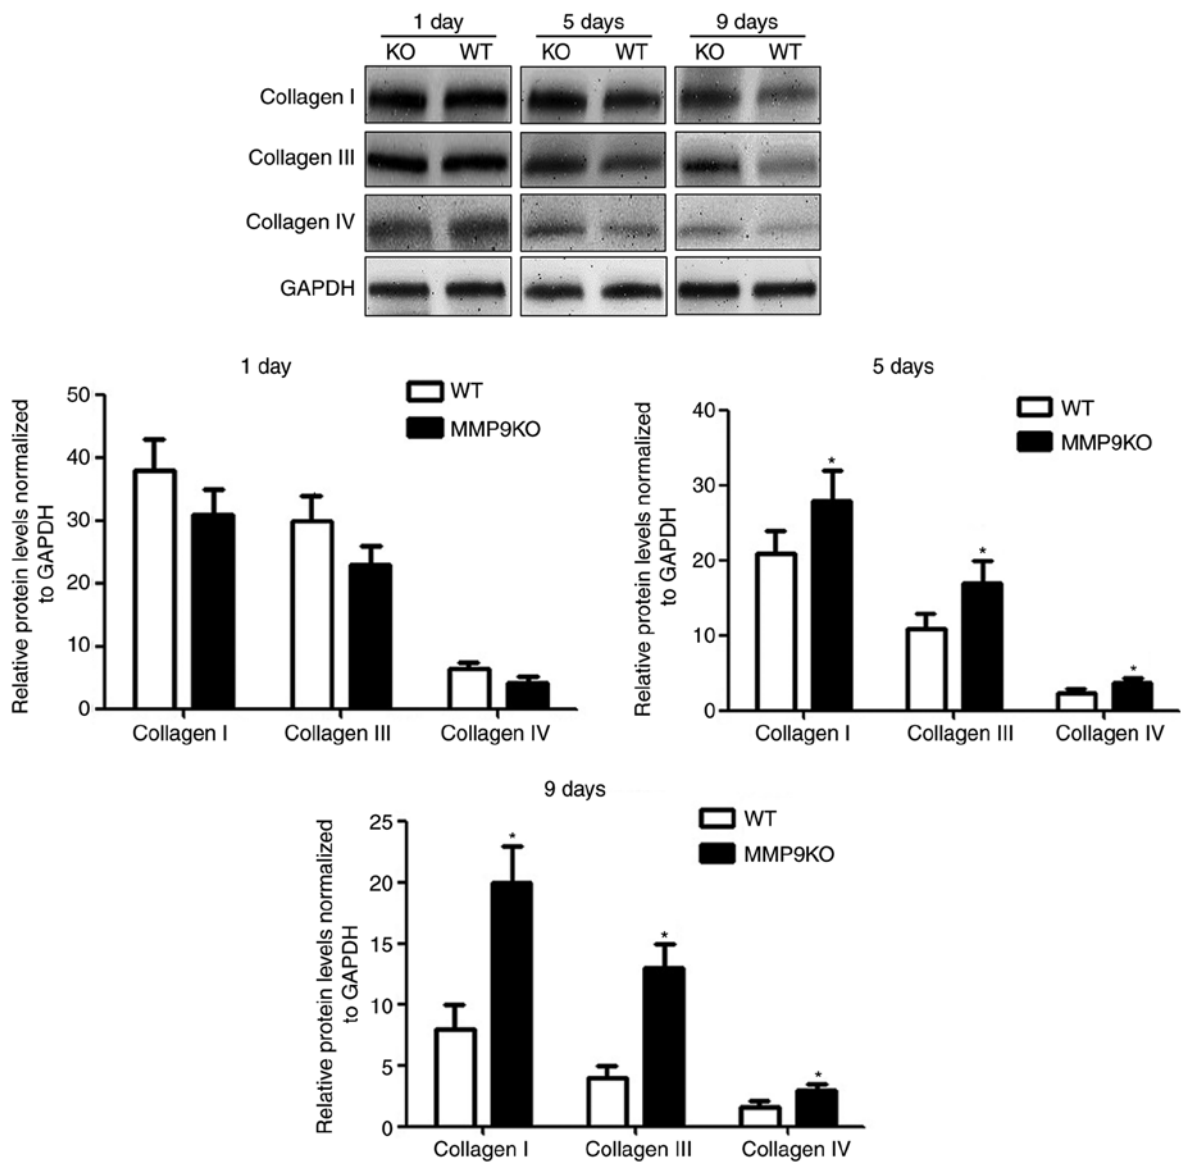 1 day 5 days 9 days
KO WT KO WT KO WT
Collagen I
Collagen III
Collagen IV
GAPDH
1 day
WT
MMP9KO
Relative protein levels normalized
to GAPDH
50
40
30
20
10
0
Collagen I Collagen III Collagen IV
5 days
WT
MMP9KO
Relative protein levels normalized
to GAPDH
40
30
20
10
0
*
*
*
Collagen I Collagen III Collagen IV
9 days
WT
MMP9KO
Relative protein levels normalized
to GAPDH
25
20
15
10
5
0
*
*
*
Collagen I Collagen III Collagen IV